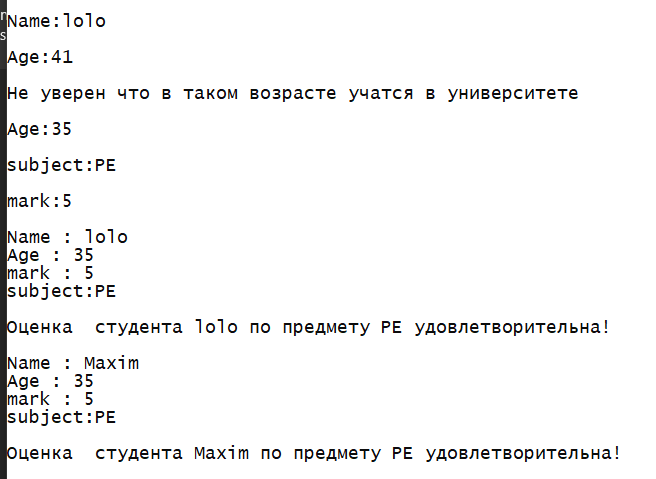 Name:lolo
Age:41
Не уверен что в таком возрасте учатся в университете
Age:35
subject:PE
mark:5
Name : lolo
Age : 35
mark : 5
subject:PE
Оценка  студента lolo по предмету PE удовлетворительна!
Name : Maxim
Age : 35
mark : 5
subject:PE
Оценка  студента Maxim по предмету PE удовлетворительна!